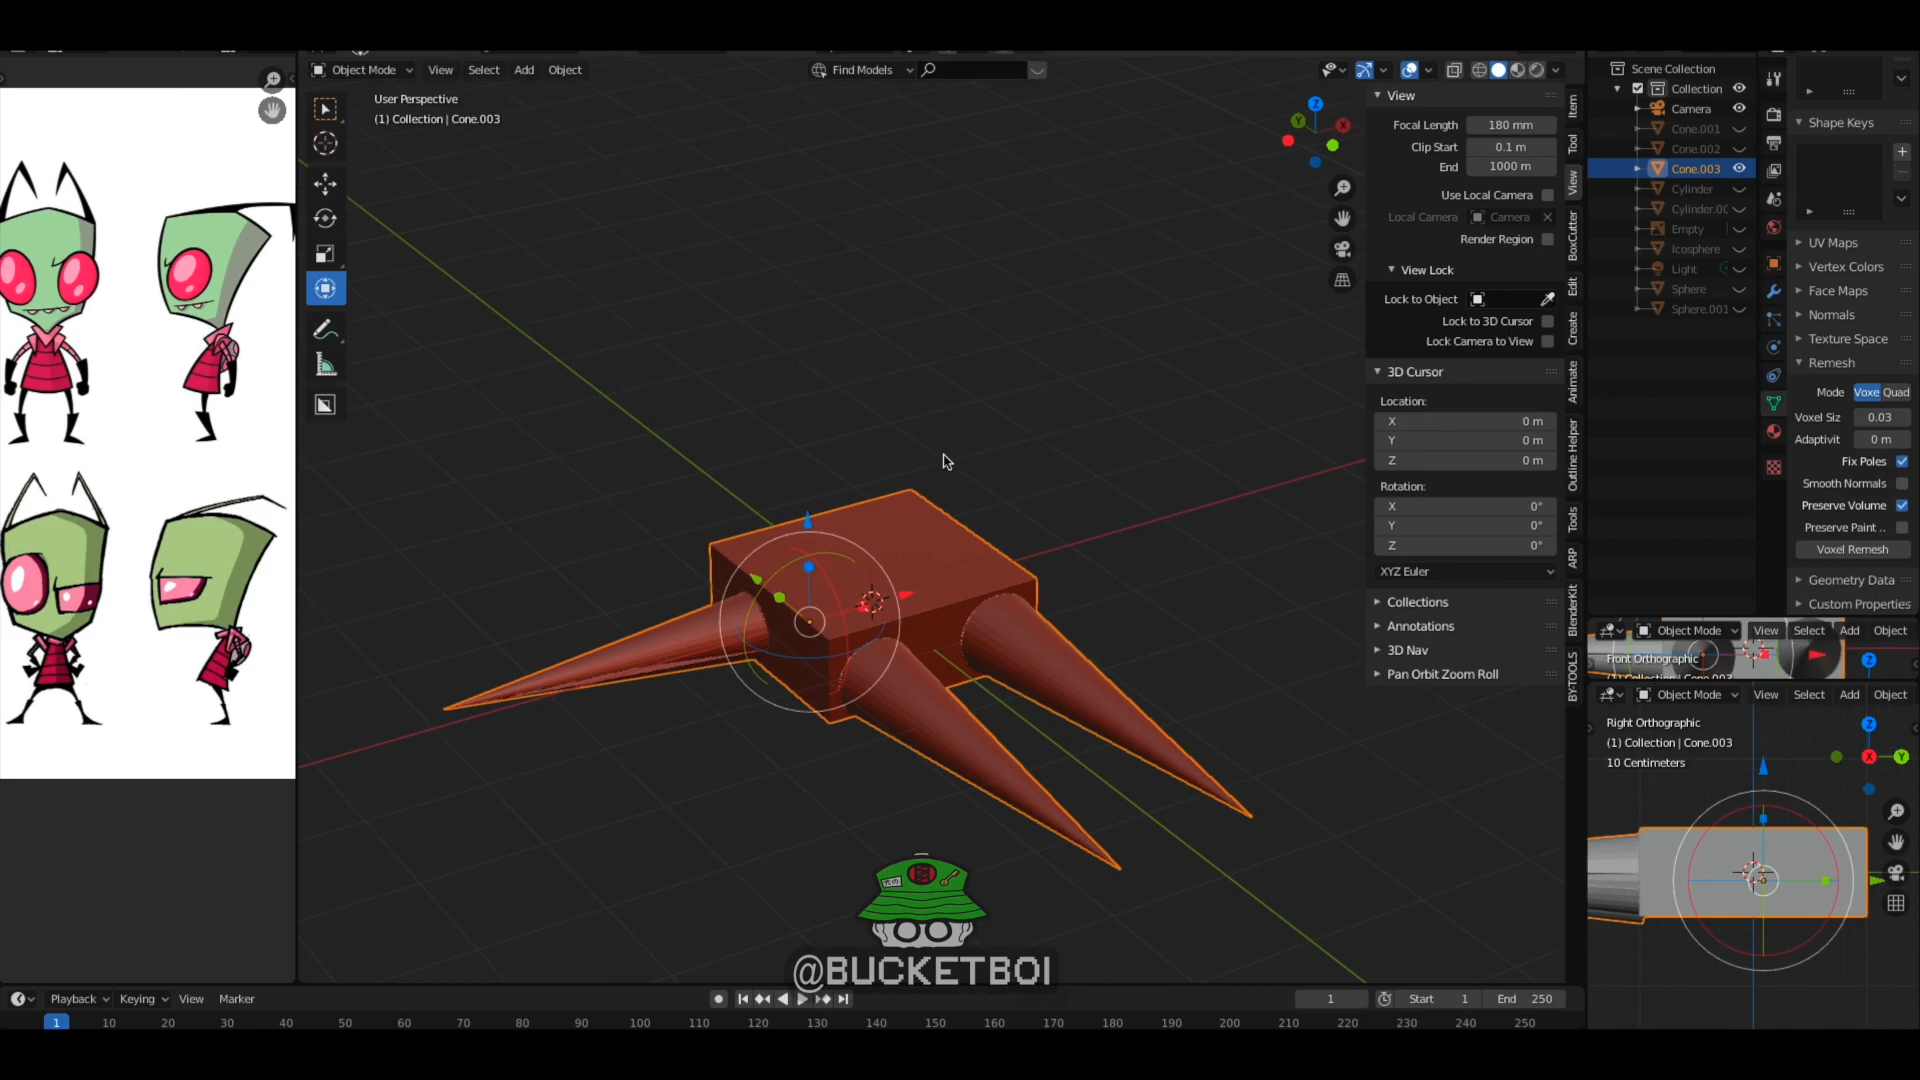 Object Mode View Select Add Object Find Models
User Perspective
(1) Collection | Cone.003
View
Focal Length 180 mm
Clip Start 0.1 m
End 1000 m
Use Local Camera
Local Camera Camera
Render Region
View Lock
Lock to Object
Lock to 3D Cursor
Lock Camera to View
3D Cursor
Location:
X 0 m
Y 0 m
Z 0 m
Rotation:
X 0°
Y 0°
Z 0°
XYZ Euler
Collections
Annotations
3D Nav
Pan Orbit Zoom Roll
Item
Tool
View
BoxCutter
Edit
Create
Animate
Outline Helper
Tools
ARP
BlenderKit
BY-TOOLS
Z
Y
X
Scene Collection
Collection
Camera
Cone.001
Cone.002
Cone.003
Cylinder
Cylinder.00
Empty
Icosphere
Light
Sphere
Sphere.001
Shape Keys
UV Maps
Vertex Colors
Face Maps
Normals
Texture Space
Remesh
Mode Voxe Quad
Voxel Siz 0.03
Adaptivit 0 m
Fix Poles
Smooth Normals
Preserve Volume
Preserve Paint ..
Voxel Remesh
Geometry Data
Custom Properties
Object Mode View Select Add Object
Front Orthographic
(1) Collection | Cone.003
Z
Object Mode View Select Add Object
Right Orthographic
(1) Collection | Cone.003
10 Centimeters
Z
X
Y
@BUCKETBOI
Playback Keying View Marker
1 Start 1 End 250
1 10 20 30 40 50 60 70 80 90 100 110 120 130 140 150 160 170 180 190 200 210 220 230 240 250